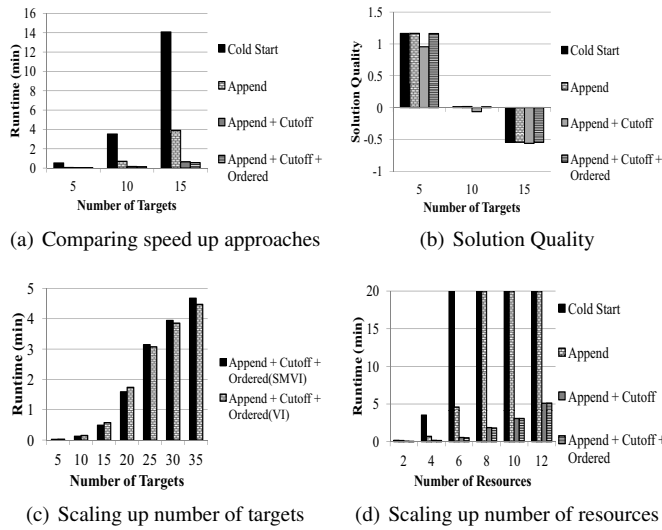 16
14
12
10
8
6
4
2
0
Runtime (min)
5 10 15
Number of Targets
Cold Start
Append
Append + Cutoff
Append + Cutoff +
Ordered
(a) Comparing speed up approaches
1.5
1
0.5
0
-0.5
-1
Solution Quality
5 10 15
Number of Targets
Cold Start
Append
Append + Cutoff
Append + Cutoff +
Ordered
(b) Solution Quality
5
4
3
2
1
0
Runtime (min)
5 10 15 20 25 30 35
Number of Targets
Append + Cutoff +
Ordered(SMVI)
Append + Cutoff +
Ordered(VI)
(c) Scaling up number of targets
20
15
10
5
0
Runtime (min)
2 4 6 8 10 12
Number of Resources
Cold Start
Append
Append + Cutoff
Append + Cutoff +
Ordered
(d) Scaling up number of resources